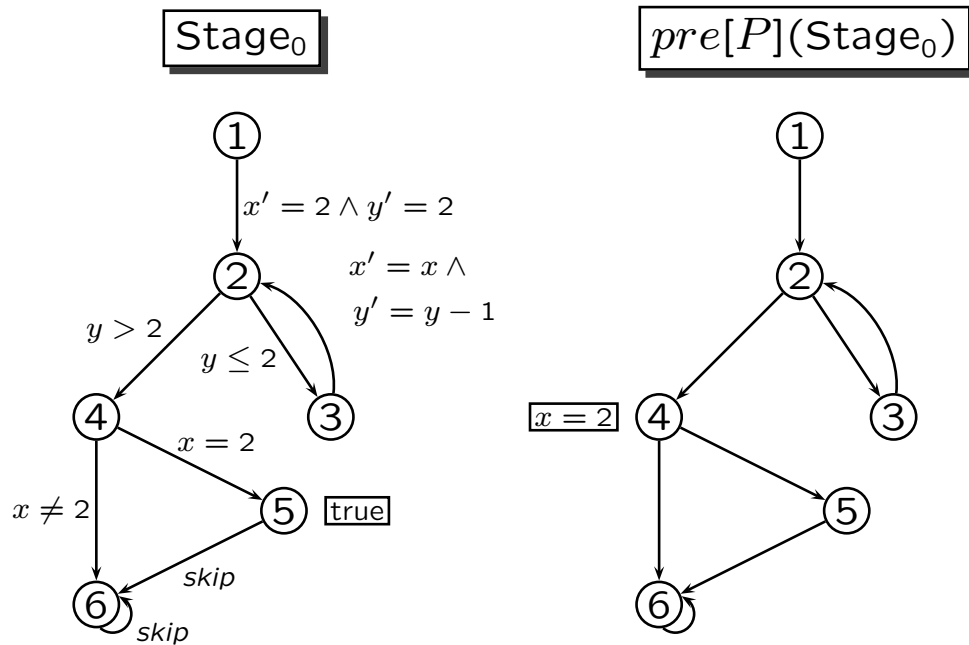 Stage₀
pre[P](Stage₀)
1
x′ = 2 ∧ y′ = 2
2
x′ = x ∧
y′ = y − 1
y > 2
y ≤ 2
4
3
x = 2
x ≠ 2
5
true
skip
6
skip
1
2
x = 2
4
3
5
6